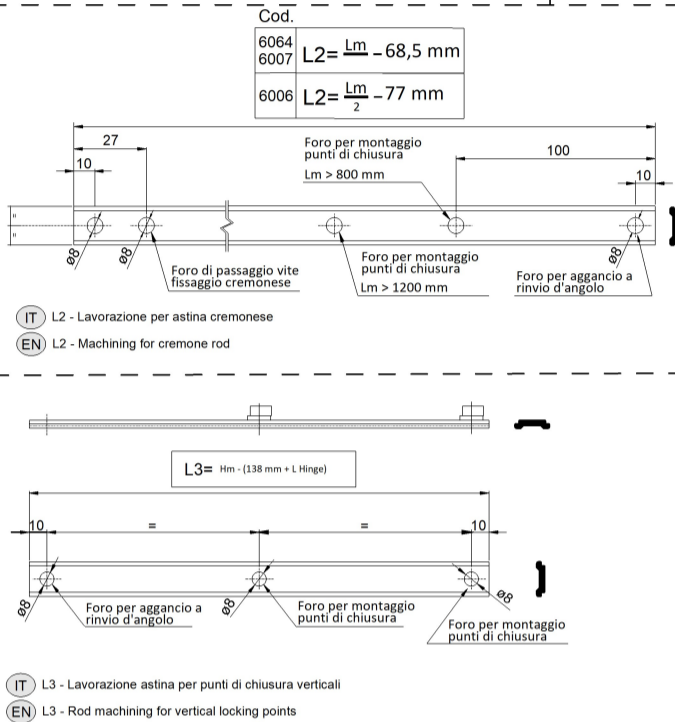 Cod.
6064
6007
L2= Lm - 68,5 mm
6006
L2= Lm/2 - 77 mm
27
10
Foro per montaggio
punti di chiusura
Lm > 800 mm
100
10
=
=
ø8
ø8
ø8
Foro di passaggio vite
fissaggio cremonese
Foro per montaggio
punti di chiusura
Lm > 1200 mm
Foro per aggancio a
rinvio d'angolo
IT L2 - Lavorazione per astina cremonese
EN L2 - Machining for cremone rod
L3= Hm - (138 mm + L Hinge)
10
=
=
10
ø8
ø8
ø8
Foro per aggancio a
rinvio d'angolo
Foro per montaggio
punti di chiusura
Foro per montaggio
punti di chiusura
IT L3 - Lavorazione astina per punti di chiusura verticali
EN L3 - Rod machining for vertical locking points